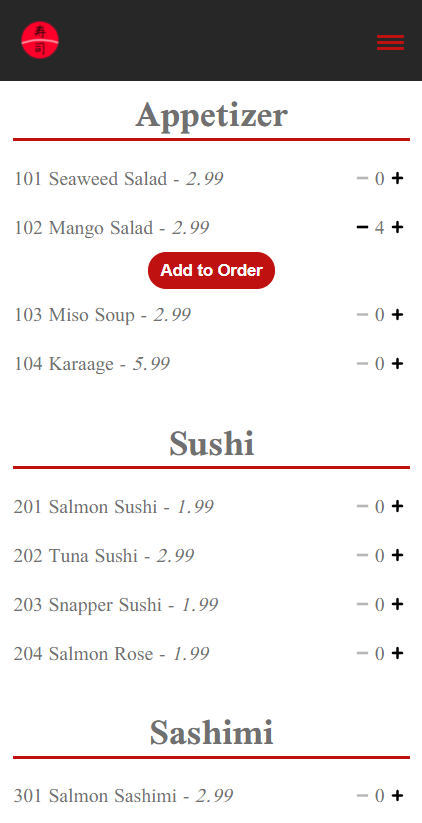 寿
司
Appetizer
101 Seaweed Salad - 2.99 0
102 Mango Salad - 2.99 4
Add to Order
103 Miso Soup - 2.99 0
104 Karaage - 5.99 0
Sushi
201 Salmon Sushi - 1.99 0
202 Tuna Sushi - 2.99 0
203 Snapper Sushi - 1.99 0
204 Salmon Rose - 1.99 0
Sashimi
301 Salmon Sashimi - 2.99 0